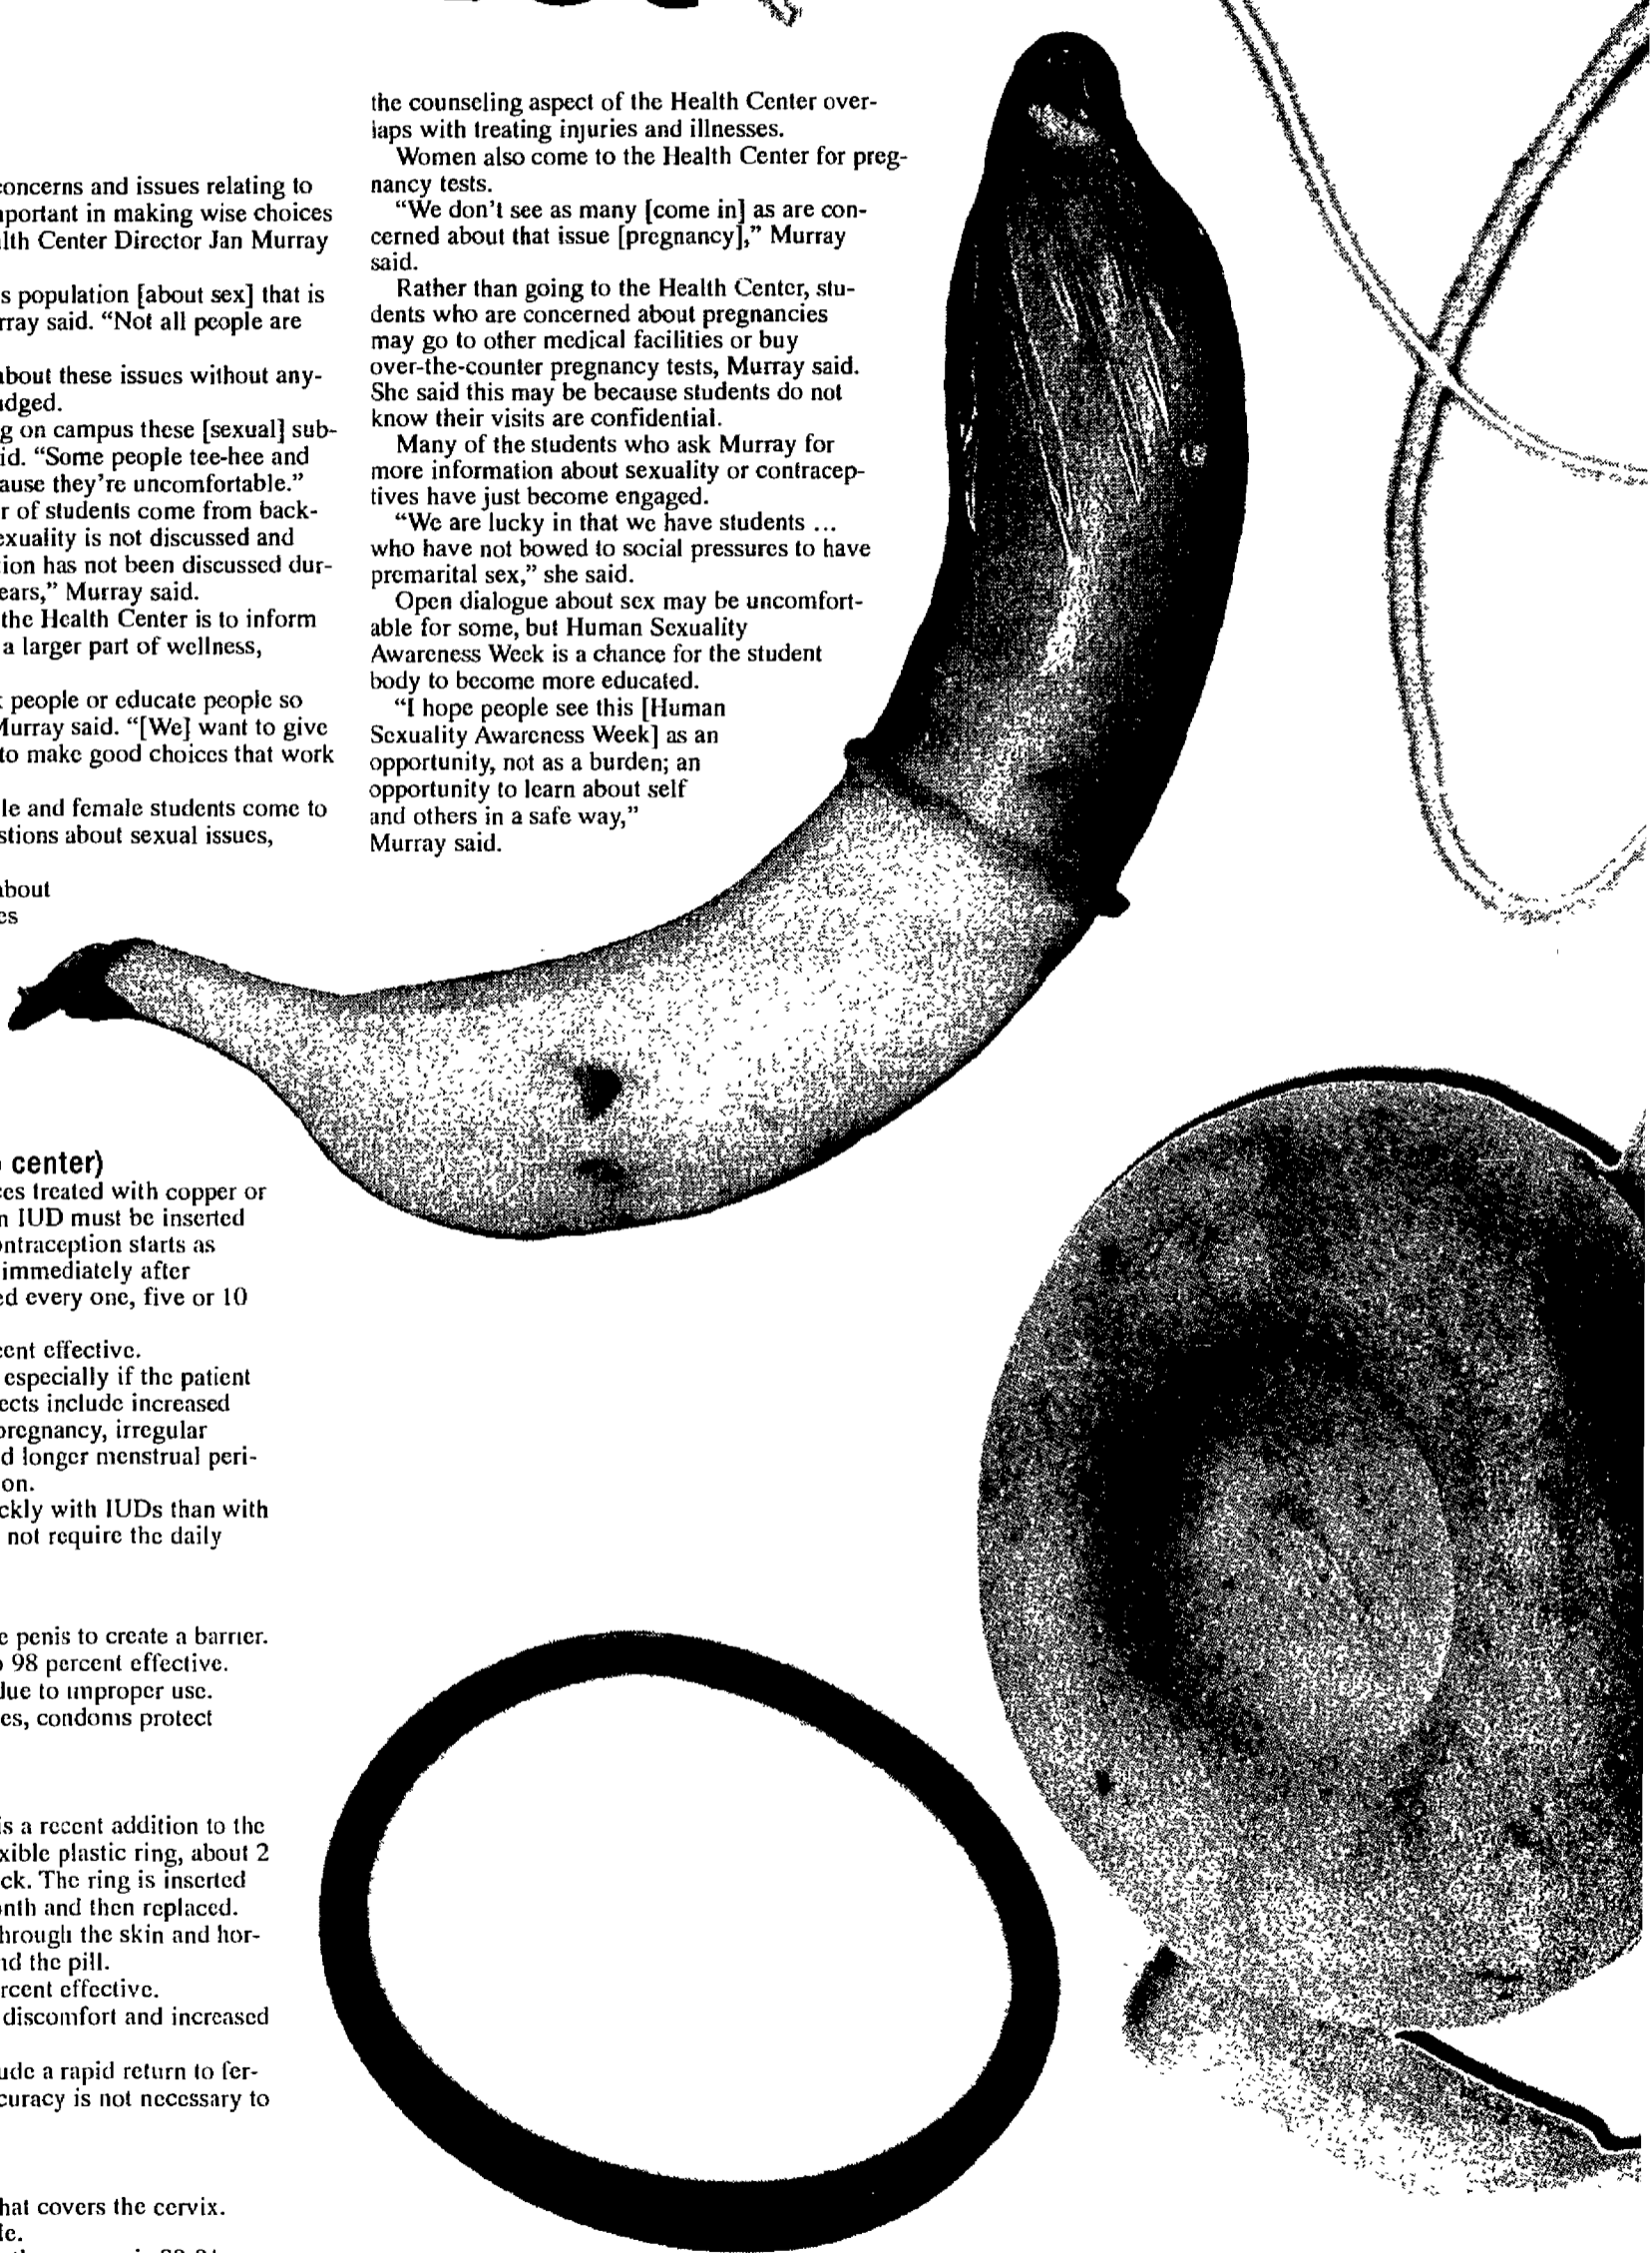 concerns and issues relating to
mportant in making wise choices
lth Center Director Jan Murray
s population [about sex] that is
rray said. “Not all people are
about these issues without any-
dged.
g on campus these [sexual] sub-
id. “Some people tee-hee and
ause they’re uncomfortable.”
r of students come from back-
exuality is not discussed and
ion has not been discussed dur-
ears,” Murray said.
the Health Center is to inform
a larger part of wellness,
people or educate people so
Murray said. “[We] want to give
to make good choices that work
le and female students come to
stions about sexual issues,
about
es
the counseling aspect of the Health Center over-
laps with treating injuries and illnesses.
Women also come to the Health Center for preg-
nancy tests.
“We don’t see as many [come in] as are con-
cerned about that issue [pregnancy],” Murray
said.
Rather than going to the Health Center, stu-
dents who are concerned about pregnancies
may go to other medical facilities or buy
over-the-counter pregnancy tests, Murray said.
She said this may be because students do not
know their visits are confidential.
Many of the students who ask Murray for
more information about sexuality or contracep-
tives have just become engaged.
“We are lucky in that we have students ...
who have not bowed to social pressures to have
premarital sex,” she said.
Open dialogue about sex may be uncomfort-
able for some, but Human Sexuality
Awareness Week is a chance for the student
body to become more educated.
“I hope people see this [Human
Sexuality Awareness Week] as an
opportunity, not as a burden; an
opportunity to learn about self
and others in a safe way,”
Murray said.
center)
es treated with copper or
n IUD must be inserted
ontraception starts as
immediately after
ed every one, five or 10
cent effective.
especially if the patient
ects include increased
pregnancy, irregular
d longer menstrual peri-
on.
ckly with IUDs than with
not require the daily
e penis to create a barrier.
o 98 percent effective.
due to improper use.
es, condoms protect
is a recent addition to the
xible plastic ring, about 2
ck. The ring is inserted
nth and then replaced.
hrough the skin and hor-
nd the pill.
rcent effective.
discomfort and increased
ude a rapid return to fer-
curacy is not necessary to
hat covers the cervix.
le.